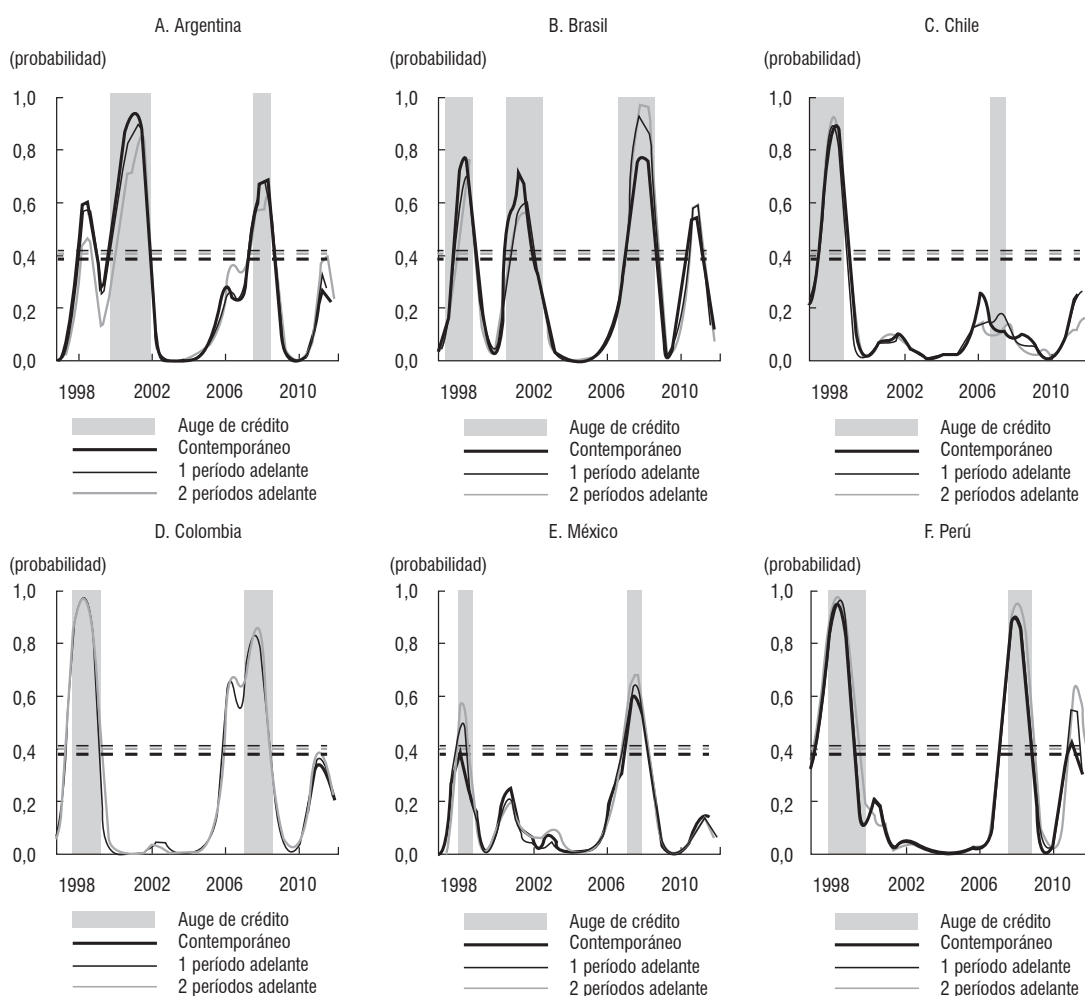 A. Argentina
(probabilidad)
1,0
0,8
0,6
0,4
0,2
0,0
1998 2002 2006 2010
Auge de crédito
Contemporáneo
1 período adelante
2 períodos adelante
B. Brasil
(probabilidad)
1,0
0,8
0,6
0,4
0,2
0,0
1998 2002 2006 2010
Auge de crédito
Contemporáneo
1 período adelante
2 períodos adelante
C. Chile
(probabilidad)
1,0
0,8
0,6
0,4
0,2
0,0
1998 2002 2006 2010
Auge de crédito
Contemporáneo
1 período adelante
2 períodos adelante
D. Colombia
(probabilidad)
1,0
0,8
0,6
0,4
0,2
0,0
1998 2002 2006 2010
Auge de crédito
Contemporáneo
1 período adelante
2 períodos adelante
E. México
(probabilidad)
1,0
0,8
0,6
0,4
0,2
0,0
1998 2002 2006 2010
Auge de crédito
Contemporáneo
1 período adelante
2 períodos adelante
F. Perú
(probabilidad)
1,0
0,8
0,6
0,4
0,2
0,0
1998 2002 2006 2010
Auge de crédito
Contemporáneo
1 período adelante
2 períodos adelante